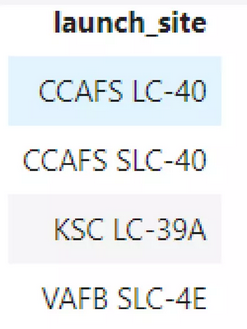 launch_site
CCAFS LC-40
CCAFS SLC-40
KSC LC-39A
VAFB SLC-4E